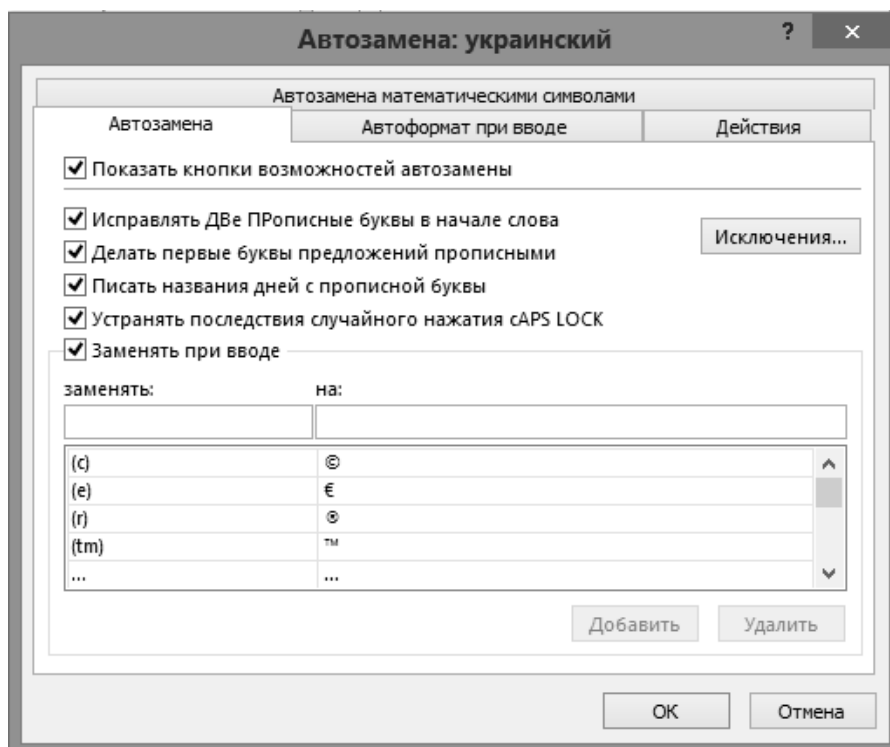 Автозамена: украинский ? ×
Автозамена математическими символами
Автозамена Автоформат при вводе Действия
Показать кнопки возможностей автозамены
Исправлять ДВе ПРописные буквы в начале слова
Исключения...
Делать первые буквы предложений прописными
Писать названия дней с прописной буквы
Устранять последствия случайного нажатия cAPS LOCK
Заменять при вводе
заменять: на:
(c) ©
(e) €
(r) ®
(tm) ™
... ...
Добавить Удалить
ОК Отмена